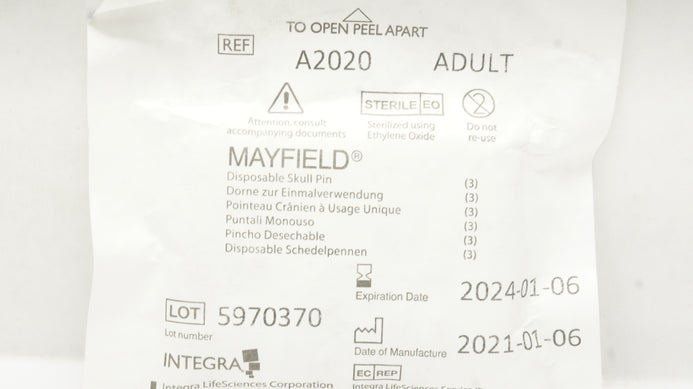 TO OPEN PEEL APART
REF A2020 ADULT
Attention, consult accompanying documents
STERILE EO
Sterilized using Ethylene Oxide
Do not re-use
MAYFIELD®
Disposable Skull Pin (3)
Dorne zur Einmalverwendung (3)
Pointeau Crânien à Usage Unique (3)
Puntali Monouso (3)
Pincho Desechable (3)
Disposable Schedelpennen (3)
Expiration Date 2024-01-06
LOT 5970370
Lot number
Date of Manufacture 2021-01-06
INTEGRA
EC REP
Integra LifeSciences Corporation
Integra LifeSciences